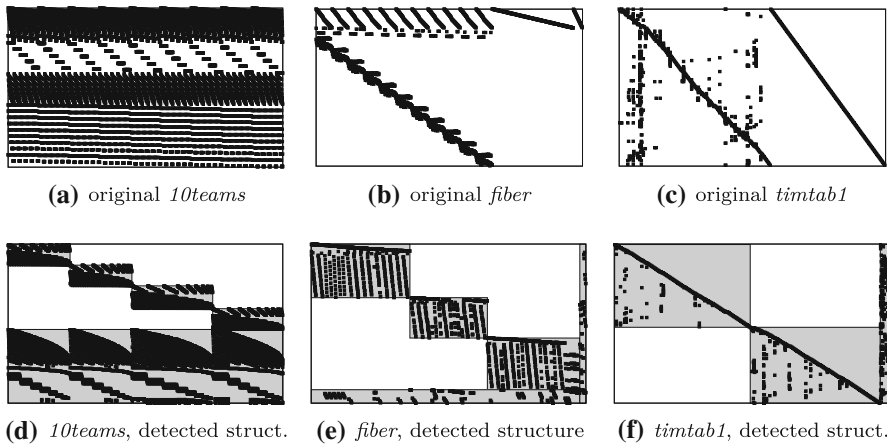 (a) original 10teams
(b) original fiber
(c) original timtab1
(d) 10teams, detected struct.
(e) fiber, detected structure
(f) timtab1, detected struct.